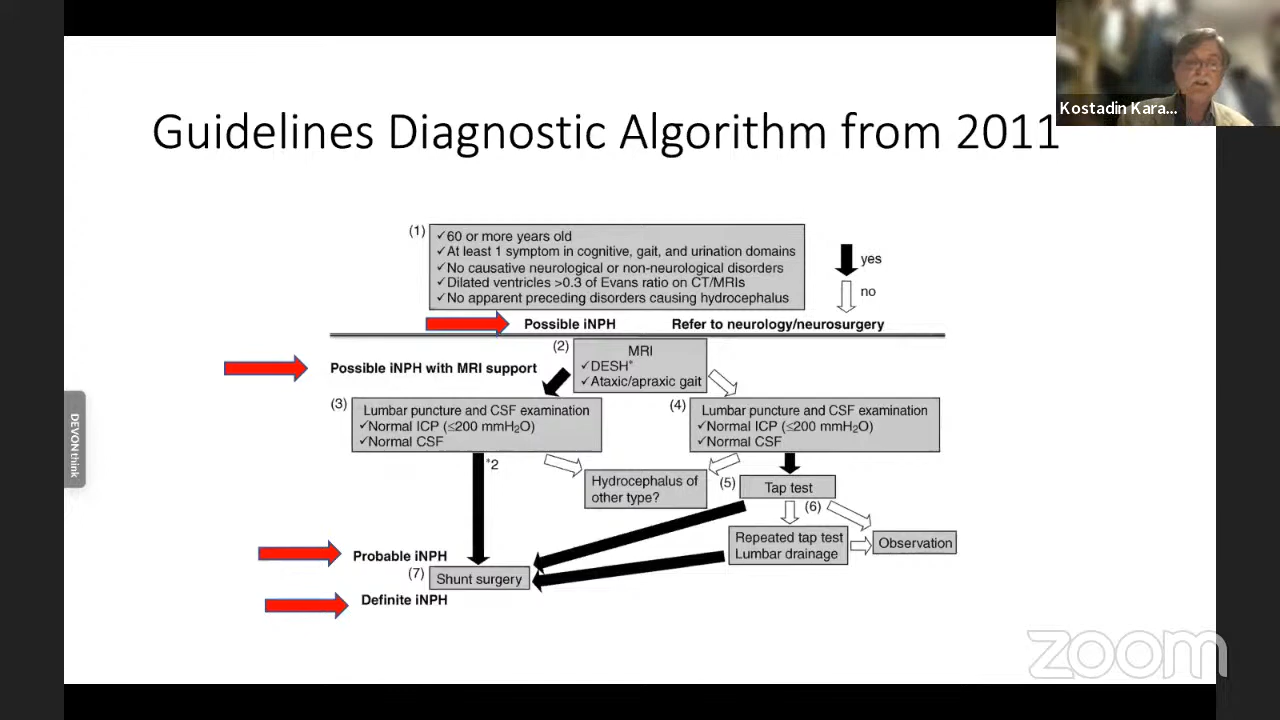 Kostadin Kara...
Guidelines Diagnostic Algorithm from 2011
(1)
✓60 or more years old
✓At least 1 symptom in cognitive, gait, and urination domains
✓No causative neurological or non-neurological disorders
✓Dilated ventricles >0.3 of Evans ratio on CT/MRIs
✓No apparent preceding disorders causing hydrocephalus
yes
no
Possible iNPH
Refer to neurology/neurosurgery
(2)
MRI
✓DESH*
✓Ataxic/apraxic gait
Possible iNPH with MRI support
(3)
Lumbar puncture and CSF examination
✓Normal ICP (≤200 mmH₂O)
✓Normal CSF
(4)
Lumbar puncture and CSF examination
✓Normal ICP (≤200 mmH₂O)
✓Normal CSF
*2
Hydrocephalus of
other type?
(5)
Tap test
(6)
Repeated tap test
Lumbar drainage
Observation
Probable iNPH
(7)
Shunt surgery
Definite iNPH
DEVONthink
zoom